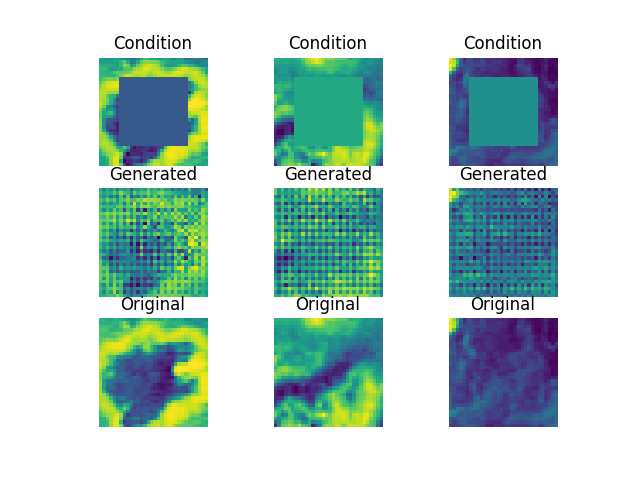 Condition Condition Condition
Generated Generated Generated
Original Original Original